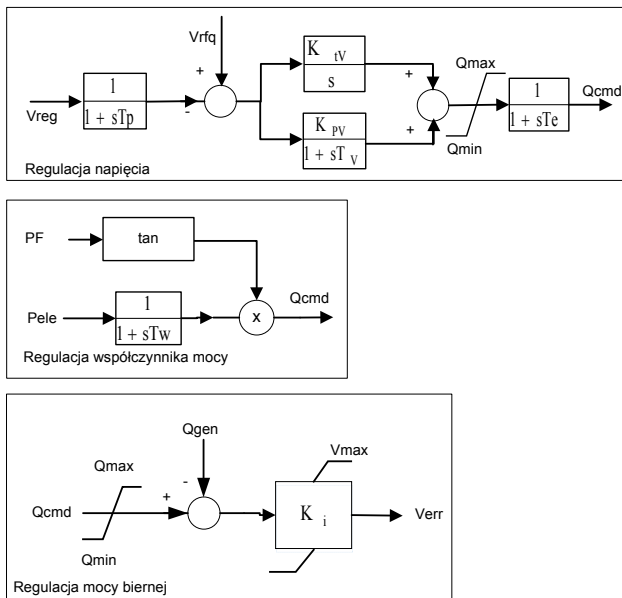 Vrfq
+
-
Vreg
1
1 + sTp
K tV
s
K PV
1 + sT V
+
+
Qmax
Qmin
1
1 + sTe
Qcmd
Regulacja napięcia
PF
tan
Pele
1
1 + sTw
x
Qcmd
Regulacja współczynnika mocy
Qgen
-
+
Qmax
Qcmd
Qmin
Vmax
K i
Verr
Regulacja mocy biernej